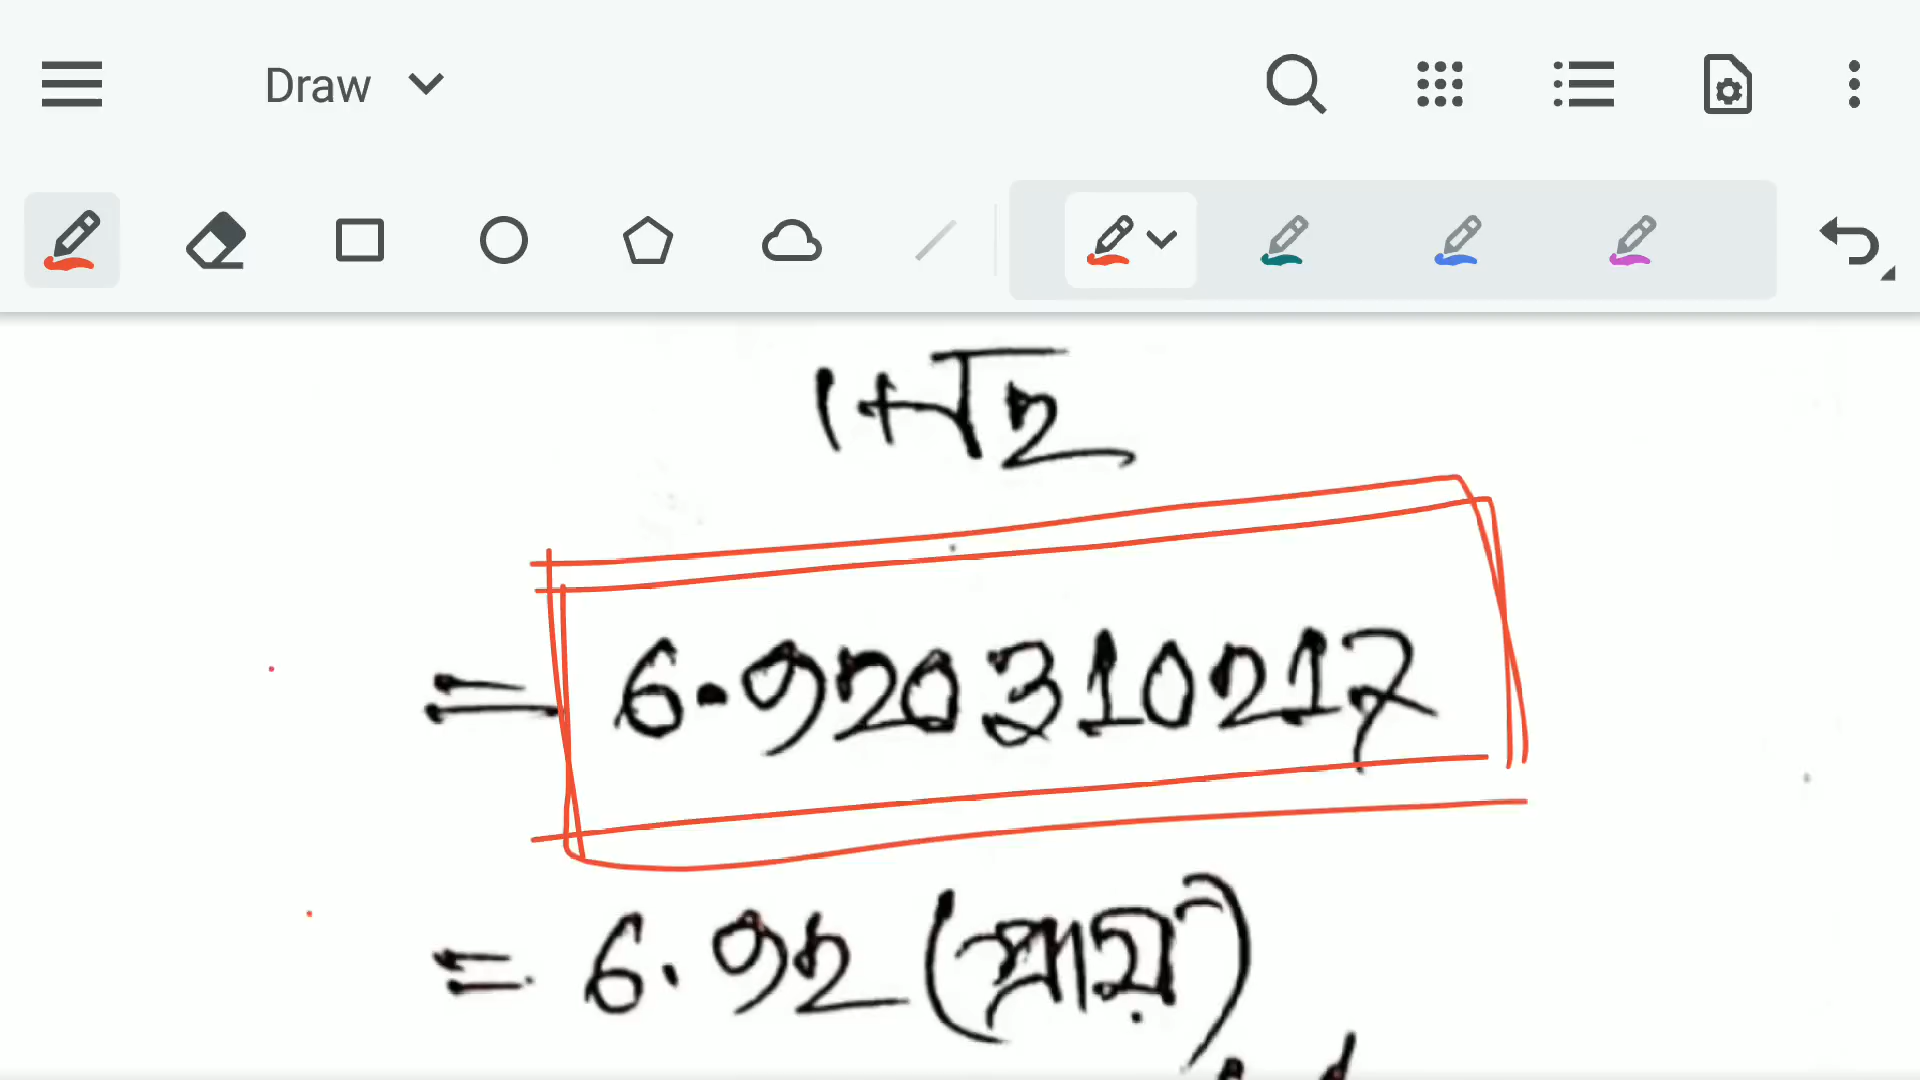 Draw
1+√2
= 6.920310217
= 6.92 (প্রায়)